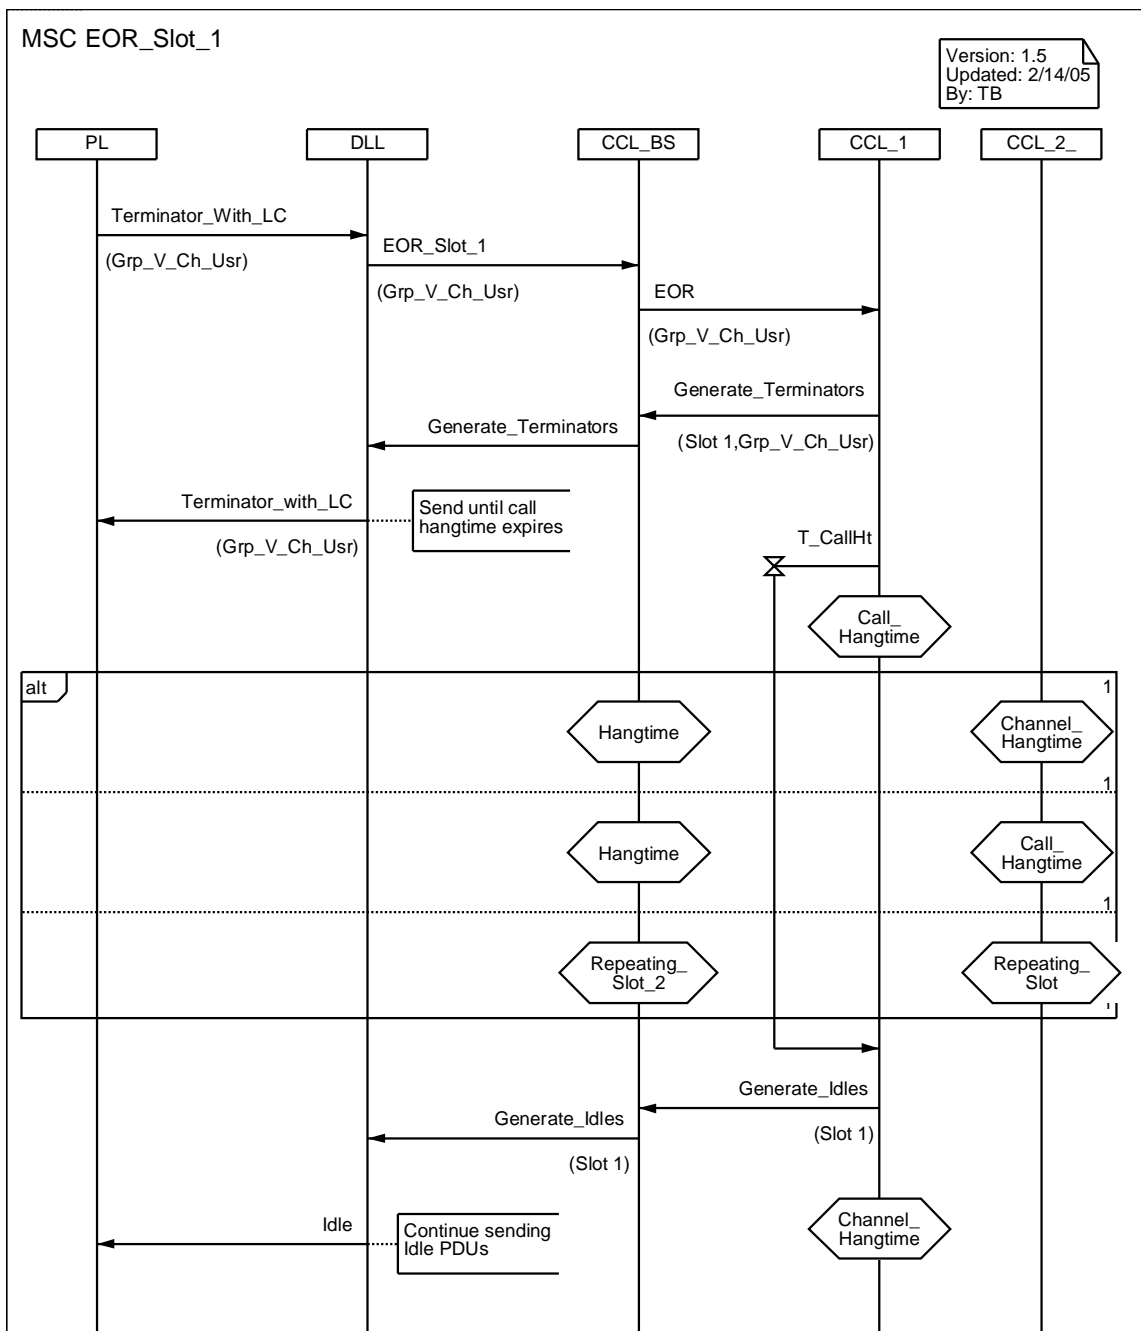 MSC EOR_Slot_1
Version: 1.5
Updated: 2/14/05
By: TB
PL
DLL
CCL_BS
CCL_1
CCL_2_
Terminator_With_LC
(Grp_V_Ch_Usr)
EOR_Slot_1
(Grp_V_Ch_Usr)
EOR
(Grp_V_Ch_Usr)
Generate_Terminators
(Slot 1,Grp_V_Ch_Usr)
Generate_Terminators
Terminator_with_LC
(Grp_V_Ch_Usr)
Send until call
hangtime expires
T_CallHt
Call_
Hangtime
alt
1
Hangtime
Channel_
Hangtime
1
Hangtime
Call_
Hangtime
1
Repeating_
Slot_2
Repeating_
Slot
Generate_Idles
(Slot 1)
Generate_Idles
(Slot 1)
Channel_
Hangtime
Idle
Continue sending
Idle PDUs